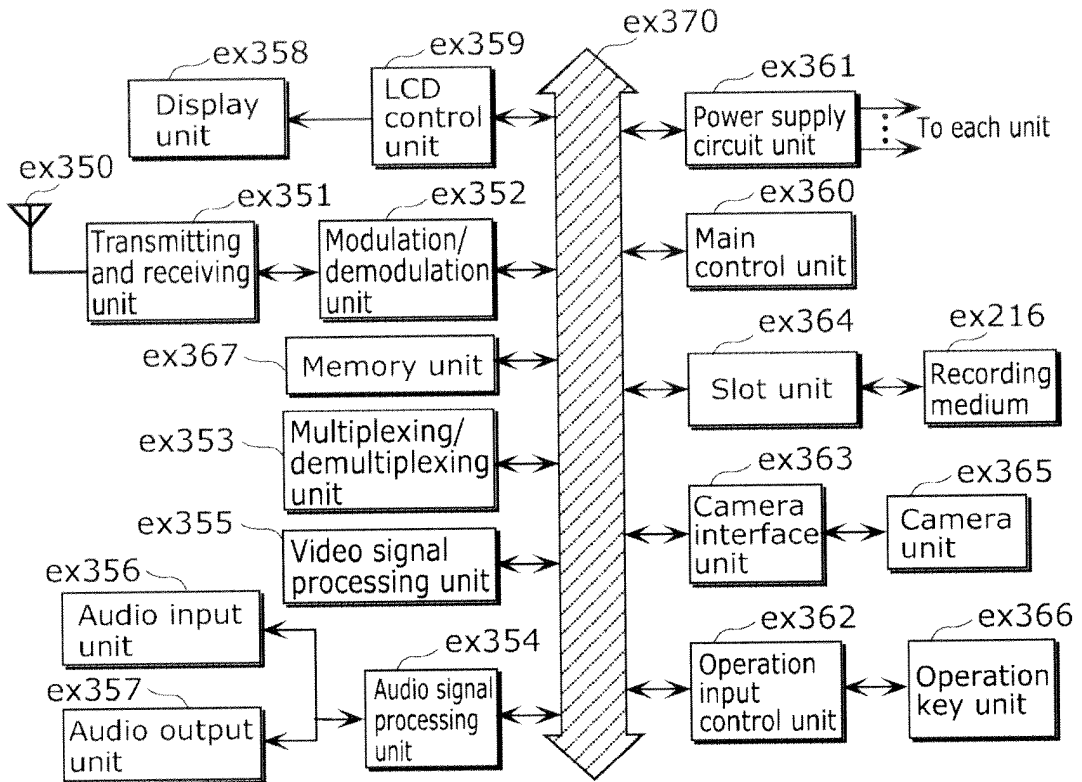 ex370
ex358
ex359
ex361
Display
unit
LCD
control
unit
Power supply
circuit unit
To each unit
ex350
ex351
ex352
ex360
Transmitting
and receiving
unit
Modulation/
demodulation
unit
Main
control unit
ex367
Memory unit
ex364
ex216
Slot unit
Recording
medium
ex353
Multiplexing/
demultiplexing
unit
ex363
ex365
Camera
interface
unit
Camera
unit
ex355
Video signal
processing unit
ex356
Audio input
unit
ex354
ex362
ex366
ex357
Audio output
unit
Audio signal
processing
unit
Operation
input
control unit
Operation
key unit